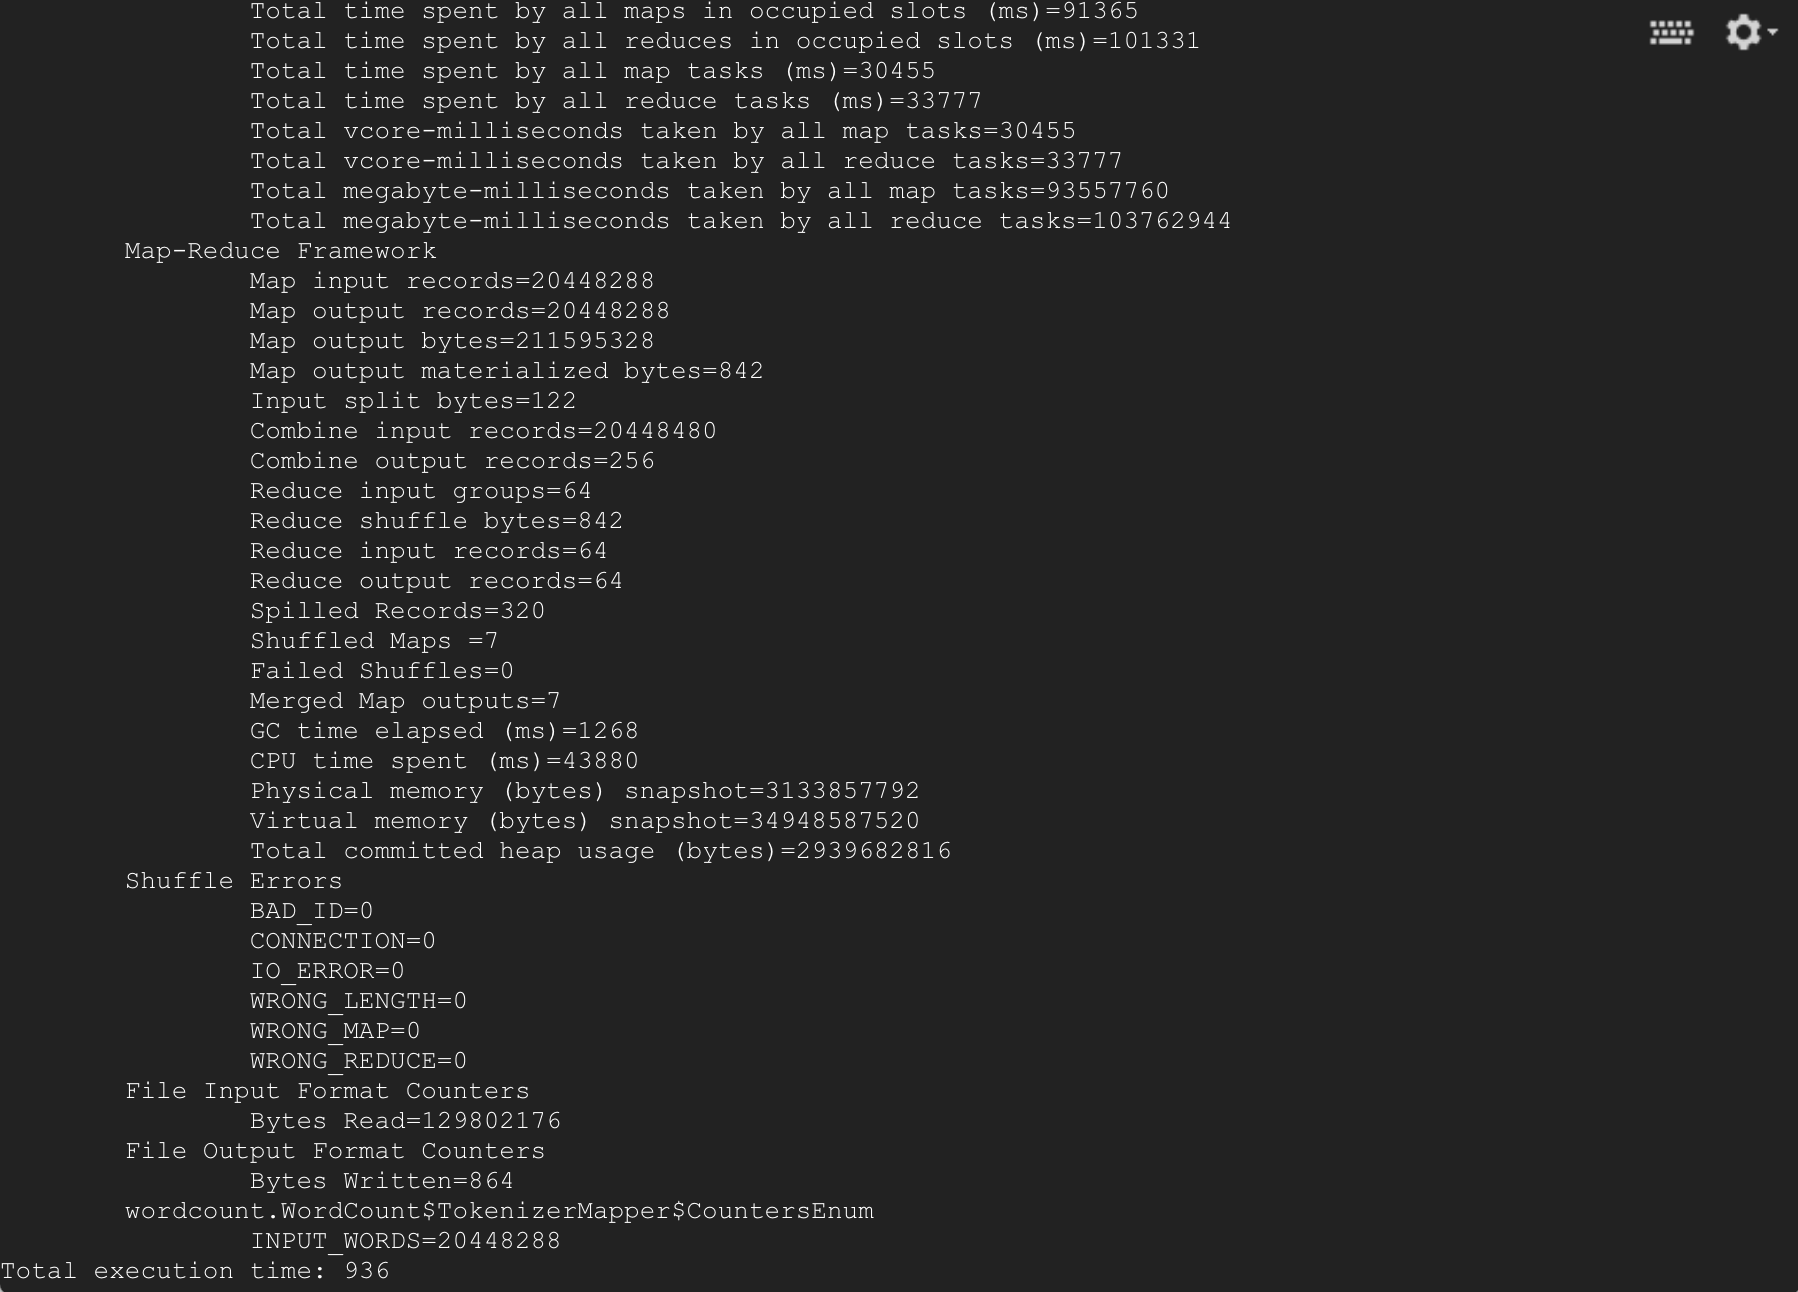 Total time spent by all maps in occupied slots (ms)=91365
Total time spent by all reduces in occupied slots (ms)=101331
Total time spent by all map tasks (ms)=30455
Total time spent by all reduce tasks (ms)=33777
Total vcore-milliseconds taken by all map tasks=30455
Total vcore-milliseconds taken by all reduce tasks=33777
Total megabyte-milliseconds taken by all map tasks=93557760
Total megabyte-milliseconds taken by all reduce tasks=103762944
Map-Reduce Framework
Map input records=20448288
Map output records=20448288
Map output bytes=211595328
Map output materialized bytes=842
Input split bytes=122
Combine input records=20448480
Combine output records=256
Reduce input groups=64
Reduce shuffle bytes=842
Reduce input records=64
Reduce output records=64
Spilled Records=320
Shuffled Maps =7
Failed Shuffles=0
Merged Map outputs=7
GC time elapsed (ms)=1268
CPU time spent (ms)=43880
Physical memory (bytes) snapshot=3133857792
Virtual memory (bytes) snapshot=34948587520
Total committed heap usage (bytes)=2939682816
Shuffle Errors
BAD_ID=0
CONNECTION=0
IO_ERROR=0
WRONG_LENGTH=0
WRONG_MAP=0
WRONG_REDUCE=0
File Input Format Counters
Bytes Read=129802176
File Output Format Counters
Bytes Written=864
wordcount.WordCount$TokenizerMapper$CountersEnum
INPUT_WORDS=20448288
Total execution time: 936